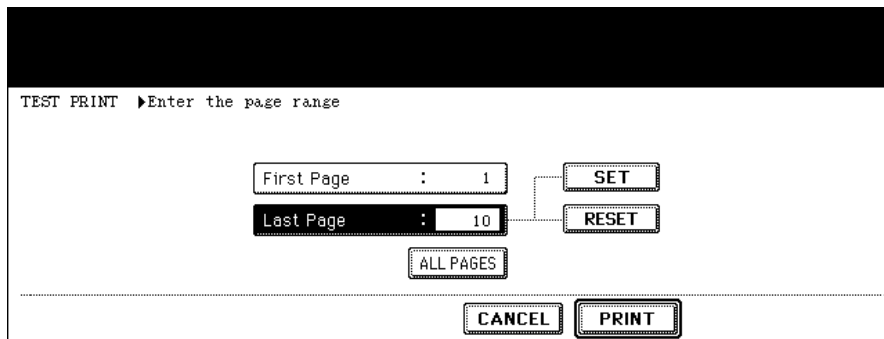 TEST PRINT ▶Enter the page range
First Page : 1 SET
Last Page : 10 RESET
ALL PAGES
CANCEL PRINT